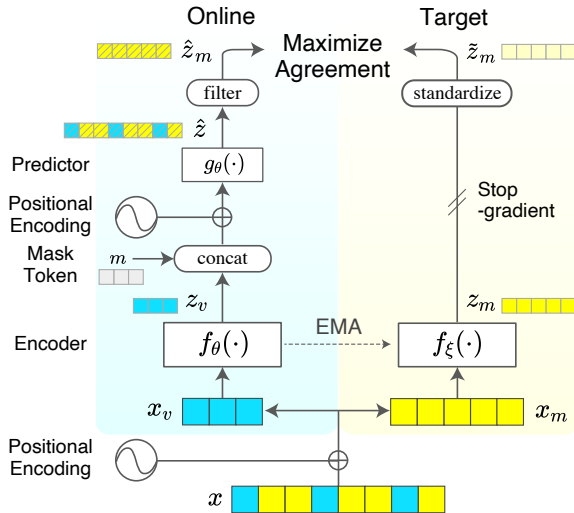 Online
Target
ẑ_m
Maximize
Agreement
z̃_m
filter
standardize
ẑ
Predictor
g_θ(·)
Positional
Encoding
Stop
-gradient
Mask
Token
m
concat
z_v
z_m
Encoder
f_θ(·)
EMA
f_ξ(·)
x_v
x_m
Positional
Encoding
x